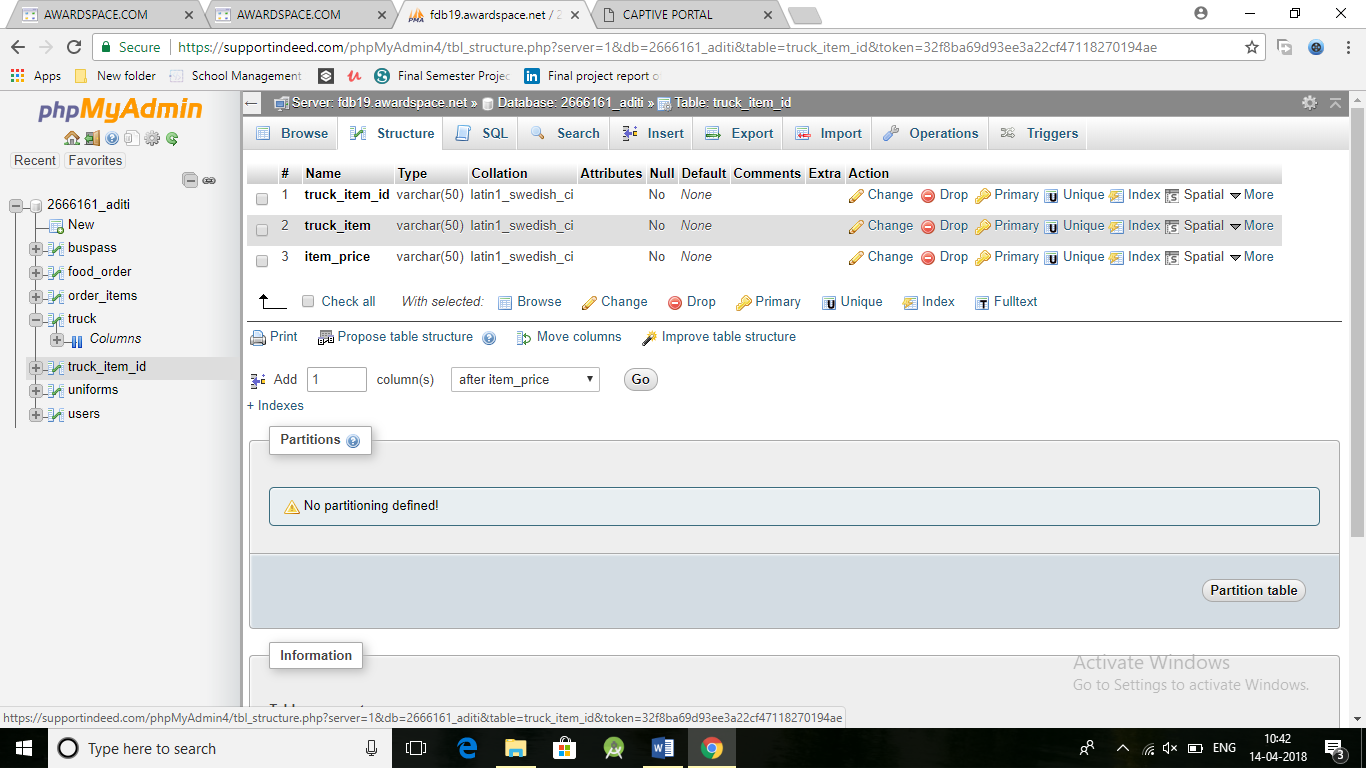 AWARDSPACE.COM
AWARDSPACE.COM
fdb19.awardspace.net / 2
CAPTIVE PORTAL
Secure
https://supportindeed.com/phpMyAdmin4/tbl_structure.php?server=1&db=2666161_aditi&table=truck_item_id&token=32f8ba69d93ee3a22cf47118270194ae
Apps New folder School Management Final Semester Projec Final project report o
phpMyAdmin
Recent Favorites
2666161_aditi
New
buspass
food_order
order_items
truck
Columns
truck_item_id
uniforms
users
Server: fdb19.awardspace.net » Database: 2666161_aditi » Table: truck_item_id
Browse Structure SQL Search Insert Export Import Operations Triggers
# Name Type Collation Attributes Null Default Comments Extra Action
1 truck_item_id varchar(50) latin1_swedish_ci No None Change Drop Primary Unique Index Spatial More
2 truck_item varchar(50) latin1_swedish_ci No None Change Drop Primary Unique Index Spatial More
3 item_price varchar(50) latin1_swedish_ci No None Change Drop Primary Unique Index Spatial More
Check all With selected: Browse Change Drop Primary Unique Index Fulltext
Print Propose table structure Move columns Improve table structure
Add 1 column(s) after item_price Go
+ Indexes
Partitions
No partitioning defined!
Partition table
Information
Activate Windows
Go to Settings to activate Windows.
https://supportindeed.com/phpMyAdmin4/tbl_structure.php?server=1&db=2666161_aditi&table=truck_item_id&token=32f8ba69d93ee3a22cf47118270194ae
Type here to search
ENG
10:42
14-04-2018
3